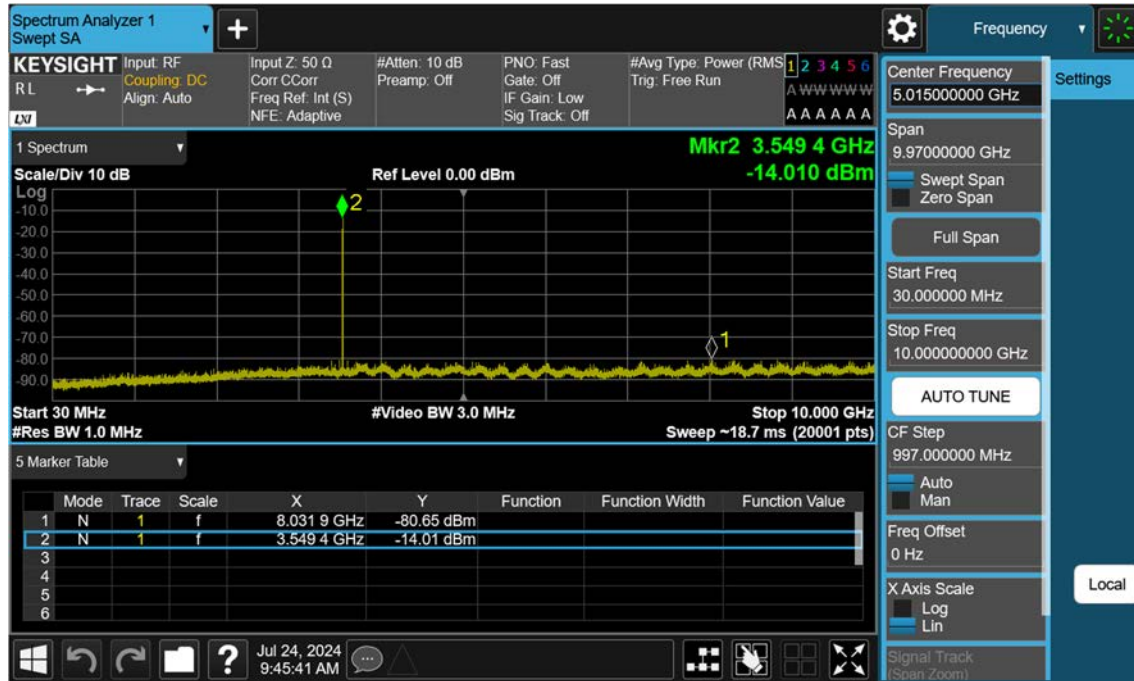 Spectrum Analyzer 1
Swept SA
+
Frequency
KEYSIGHT
RL
LXI
Input: RF
Coupling: DC
Align: Auto
Input Z: 50 Ω
Corr CCorr
Freq Ref: Int (S)
NFE: Adaptive
#Atten: 10 dB
Preamp: Off
PNO: Fast
Gate: Off
IF Gain: Low
Sig Track: Off
#Avg Type: Power (RMS
Trig: Free Run
1 2 3 4 5 6
A W W W W W
A A A A A A
1 Spectrum
Scale/Div 10 dB
Ref Level 0.00 dBm
Mkr2 3.549 4 GHz
-14.010 dBm
Log
-10.0
-20.0
-30.0
-40.0
-50.0
-60.0
-70.0
-80.0
-90.0
2
1
Start 30 MHz
#Video BW 3.0 MHz
Stop 10.000 GHz
#Res BW 1.0 MHz
Sweep ~18.7 ms (20001 pts)
5 Marker Table
Mode Trace Scale X Y Function Function Width Function Value
1 N 1 f 8.031 9 GHz -80.65 dBm
2 N 1 f 3.549 4 GHz -14.01 dBm
3
4
5
6
Jul 24, 2024
9:45:41 AM
?
Center Frequency
5.015000000 GHz
Settings
Span
9.97000000 GHz
Swept Span
Zero Span
Full Span
Start Freq
30.000000 MHz
Stop Freq
10.000000000 GHz
AUTO TUNE
CF Step
997.000000 MHz
Auto
Man
Freq Offset
0 Hz
X Axis Scale
Log
Lin
Local
Signal Track
(Span Zoom)